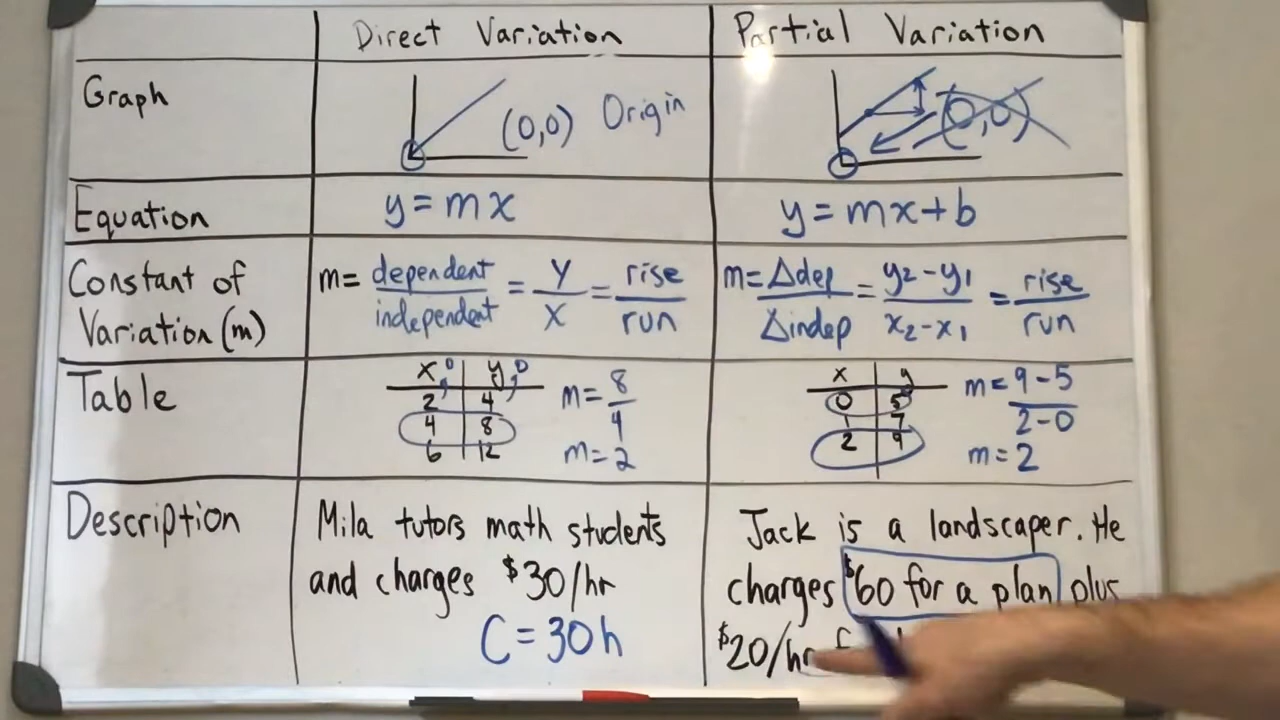 Direct Variation
Partial Variation
Graph
(0,0) Origin
(0,0)
Equation
y = mx
y = mx + b
Constant of
Variation (m)
m = dependent / independent = y / x = rise / run
m = Δdep / Δindep = y₂ - y₁ / x₂ - x₁ = rise / run
Table
x y
0 0
2 4
4 8
6 12
m = 8 / 4
m = 2
x y
0 5
1 7
2 9
m = 9 - 5 / 2 - 0
m = 2
Description
Mila tutors math students
and charges $30/hr
C = 30h
Jack is a landscaper. He
charges $60 for a plan plus
$20/hr